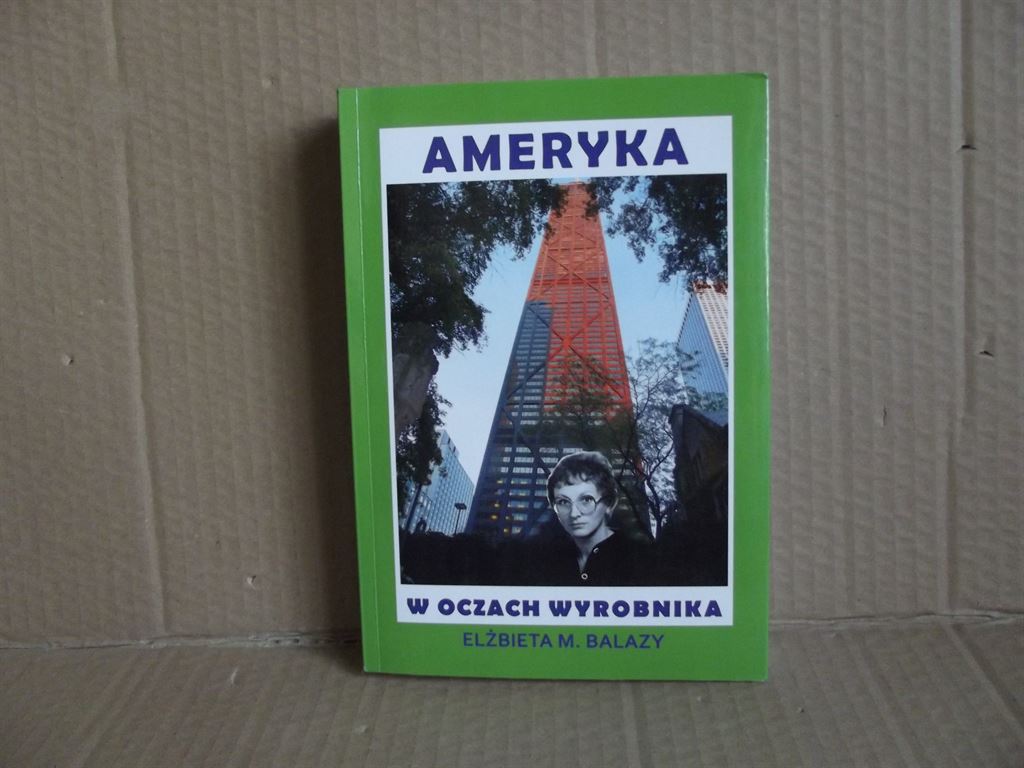 AMERYKA
W OCZACH WYROBNIKA
ELŻBIETA M. BALAZY